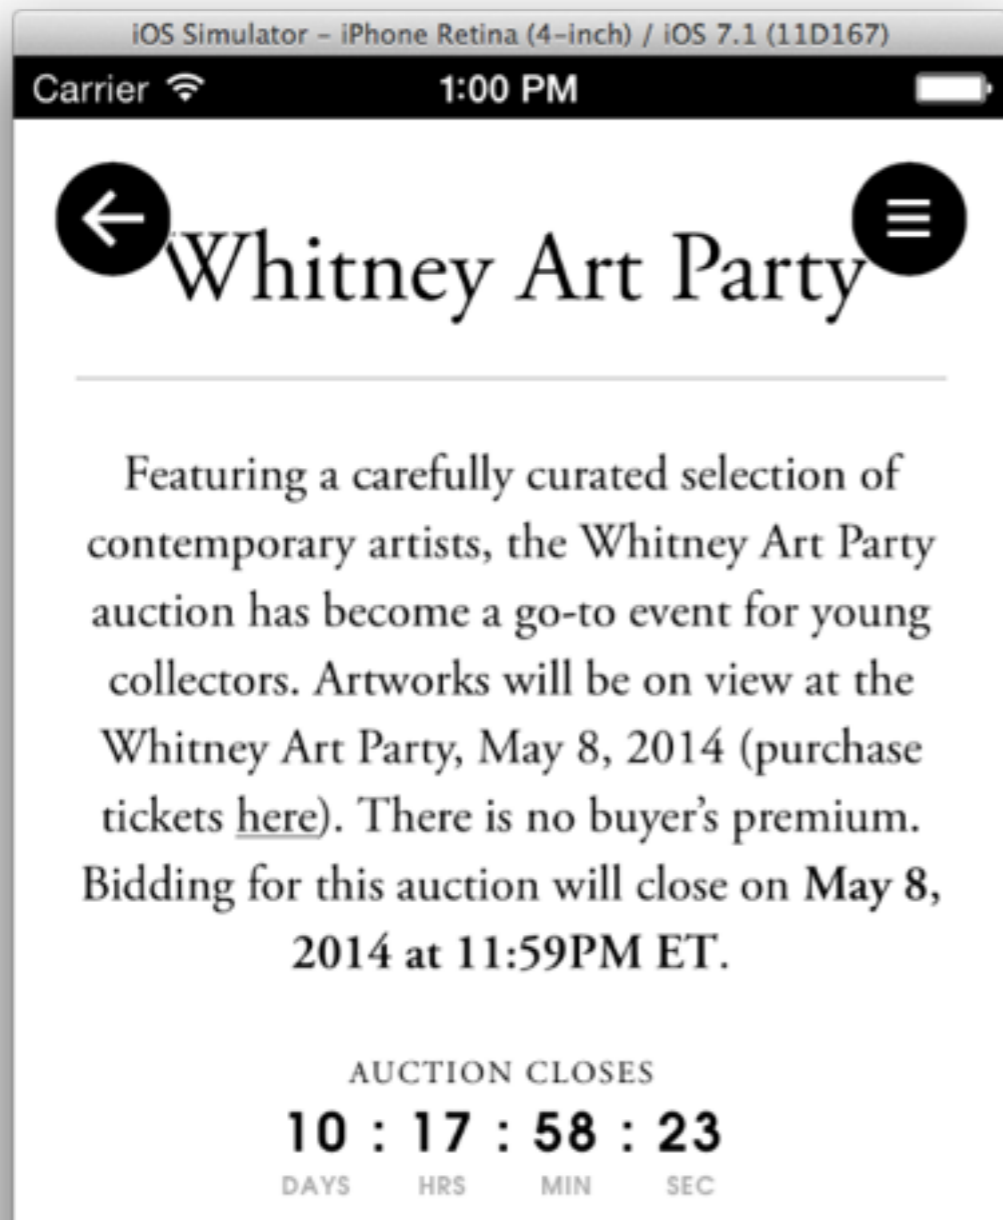 iOS Simulator – iPhone Retina (4-inch) / iOS 7.1 (11D167)
Carrier 1:00 PM
Whitney Art Party
Featuring a carefully curated selection of
contemporary artists, the Whitney Art Party
auction has become a go-to event for young
collectors. Artworks will be on view at the
Whitney Art Party, May 8, 2014 (purchase
tickets here). There is no buyer’s premium.
Bidding for this auction will close on May 8,
2014 at 11:59PM ET.
AUCTION CLOSES
10 : 17 : 58 : 23
DAYS HRS MIN SEC